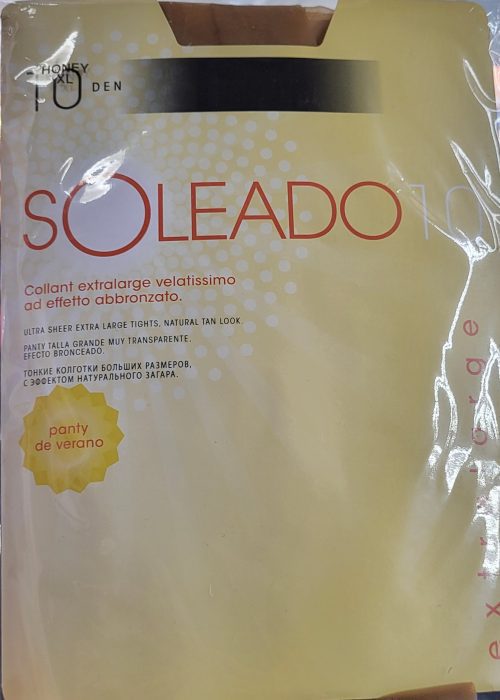 HONEY
XL
10 DEN
SOLEADO 10
Collant extralarge velatissimo
ad effetto abbronzato.
ULTRA SHEER EXTRA LARGE TIGHTS, NATURAL TAN LOOK.
PANTY TALLA GRANDE MUY TRANSPARENTE,
EFECTO BRONCEADO.
ТОНКИЕ КОЛГОТКИ БОЛЬШИХ РАЗМЕРОВ,
С ЭФФЕКТОМ НАТУРАЛЬНОГО ЗАГАРА.
panty
de verano
extralarge